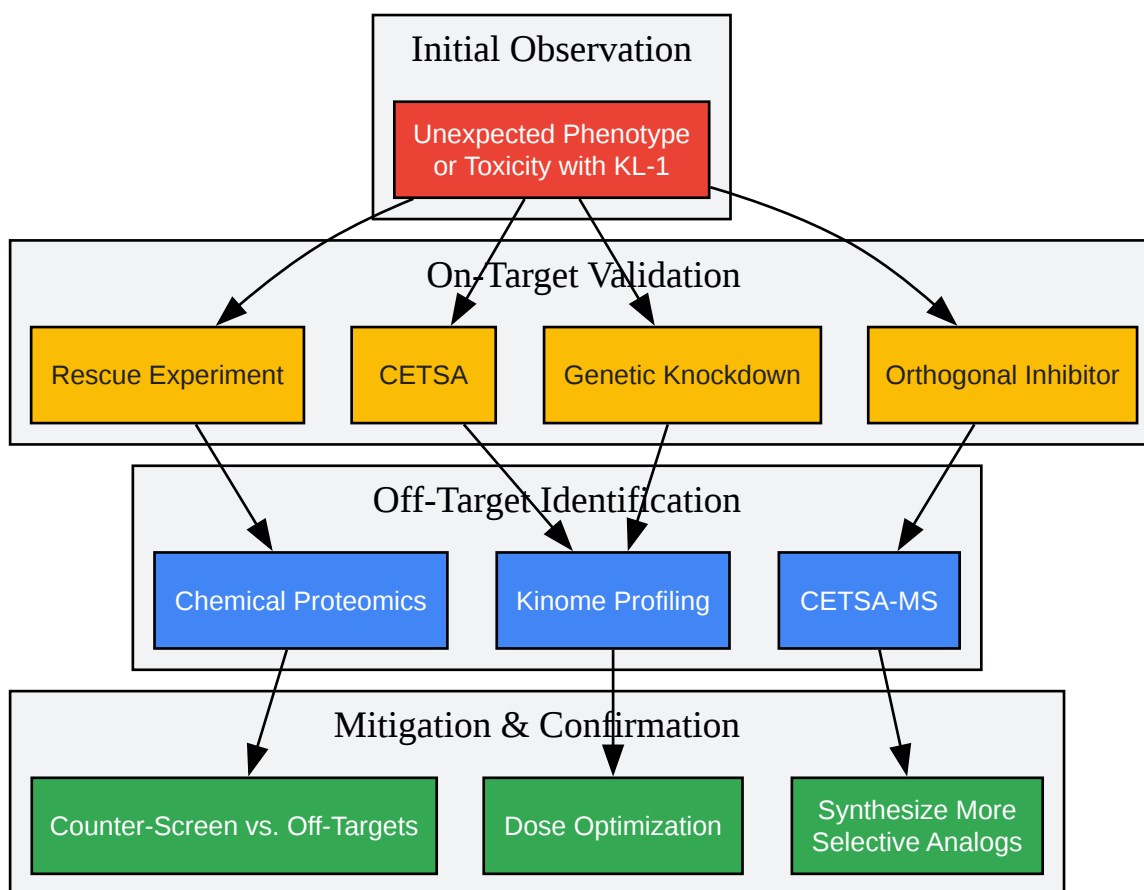 Initial Observation
Unexpected Phenotype
or Toxicity with KL-1
On-Target Validation
Rescue Experiment
CETSA
Genetic Knockdown
Orthogonal Inhibitor
Off-Target Identification
Chemical Proteomics
Kinome Profiling
CETSA-MS
Mitigation & Confirmation
Counter-Screen vs. Off-Targets
Dose Optimization
Synthesize More
Selective Analogs